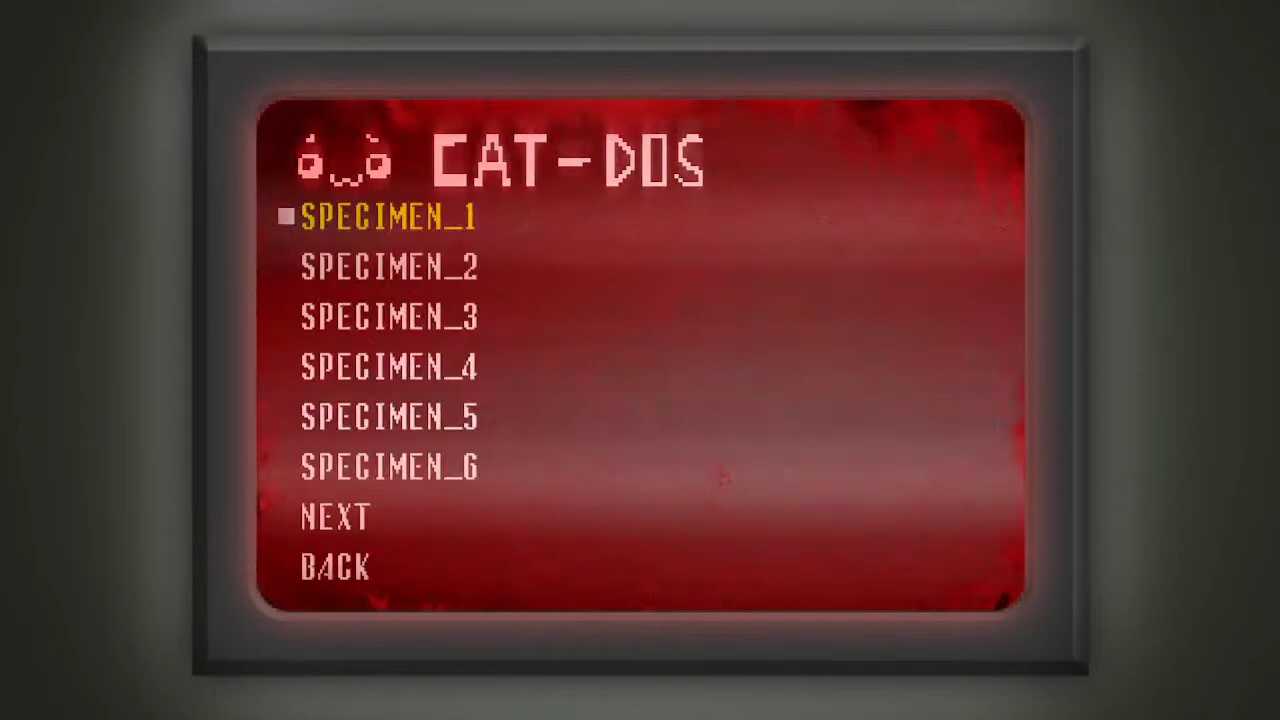 CAT-DOS
SPECIMEN_1
SPECIMEN_2
SPECIMEN_3
SPECIMEN_4
SPECIMEN_5
SPECIMEN_6
NEXT
BACK